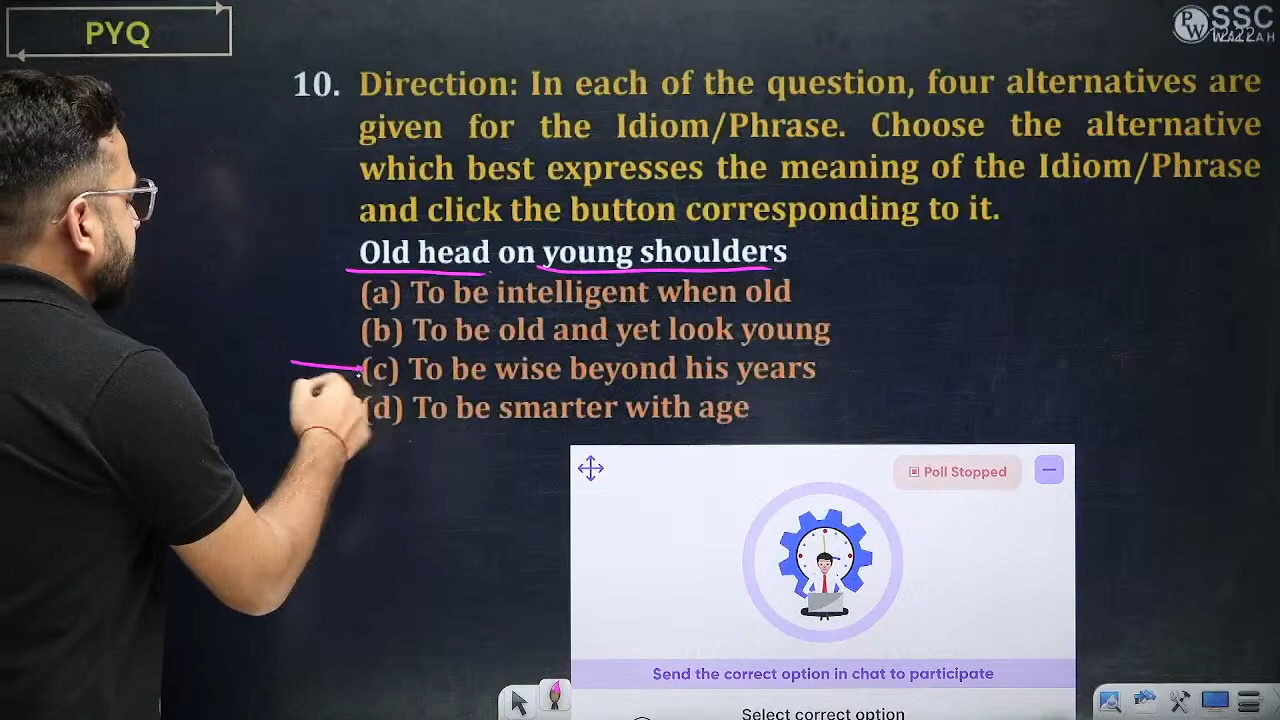 PYQ
SSC
WALLAH
12:22
10. Direction: In each of the question, four alternatives are
given for the Idiom/Phrase. Choose the alternative
which best expresses the meaning of the Idiom/Phrase
and click the button corresponding to it.
Old head on young shoulders
(a) To be intelligent when old
(b) To be old and yet look young
(c) To be wise beyond his years
(d) To be smarter with age
Poll Stopped
Send the correct option in chat to participate
Select correct option